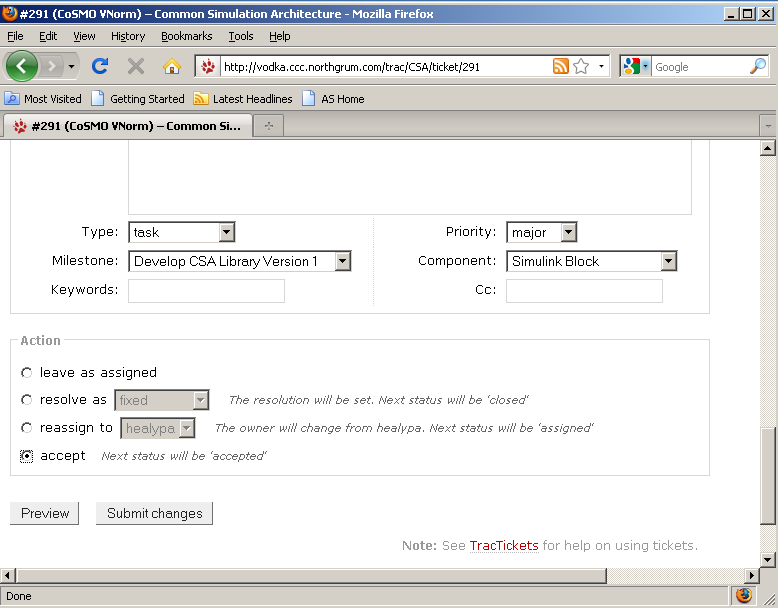 #291 (CoSMO VNorm) – Common Simulation Architecture - Mozilla Firefox
File Edit View History Bookmarks Tools Help
http://vodka.ccc.northgrum.com/trac/CSA/ticket/291 Google
Most Visited Getting Started Latest Headlines AS Home
#291 (CoSMO VNorm) – Common Si...
Type: task Priority: major
Milestone: Develop CSA Library Version 1 Component: Simulink Block
Keywords: Cc:
Action
leave as assigned
resolve as fixed The resolution will be set. Next status will be 'closed'
reassign to healypa The owner will change from healypa. Next status will be 'assigned'
accept Next status will be 'accepted'
Preview Submit changes
Note: See TracTickets for help on using tickets.
Done